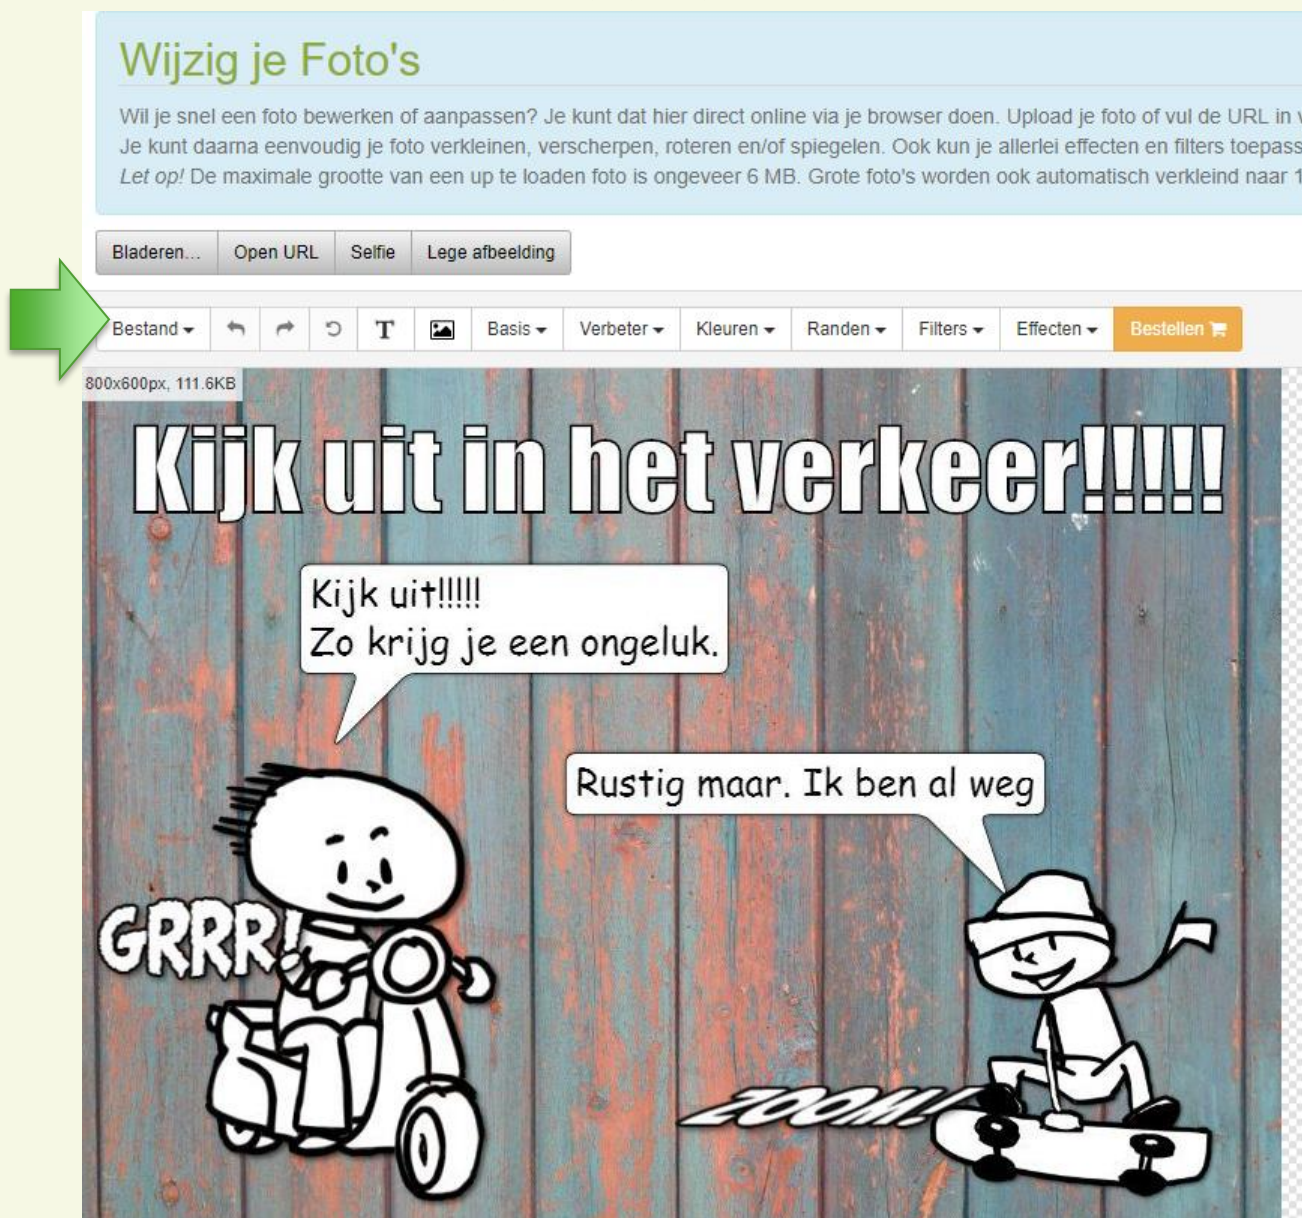 Wijzig je Foto's
Wil je snel een foto bewerken of aanpassen? Je kunt dat hier direct online via je browser doen. Upload je foto of vul de URL in
Je kunt daarna eenvoudig je foto verkleinen, verscherpen, roteren en/of spiegelen. Ook kun je allerlei effecten en filters toepass
Let op! De maximale grootte van een up te loaden foto is ongeveer 6 MB. Grote foto's worden ook automatisch verkleind naar 1
Bladeren... Open URL Selfie Lege afbeelding
Bestand T Basis Verbeter Kleuren Randen Filters Effecten Bestellen
800x600px, 111.6KB
Kijk uit in het verkeer!!!!!
Kijk uit!!!!!
Zo krijg je een ongeluk.
Rustig maar. Ik ben al weg
GRRR!
ZOOM!